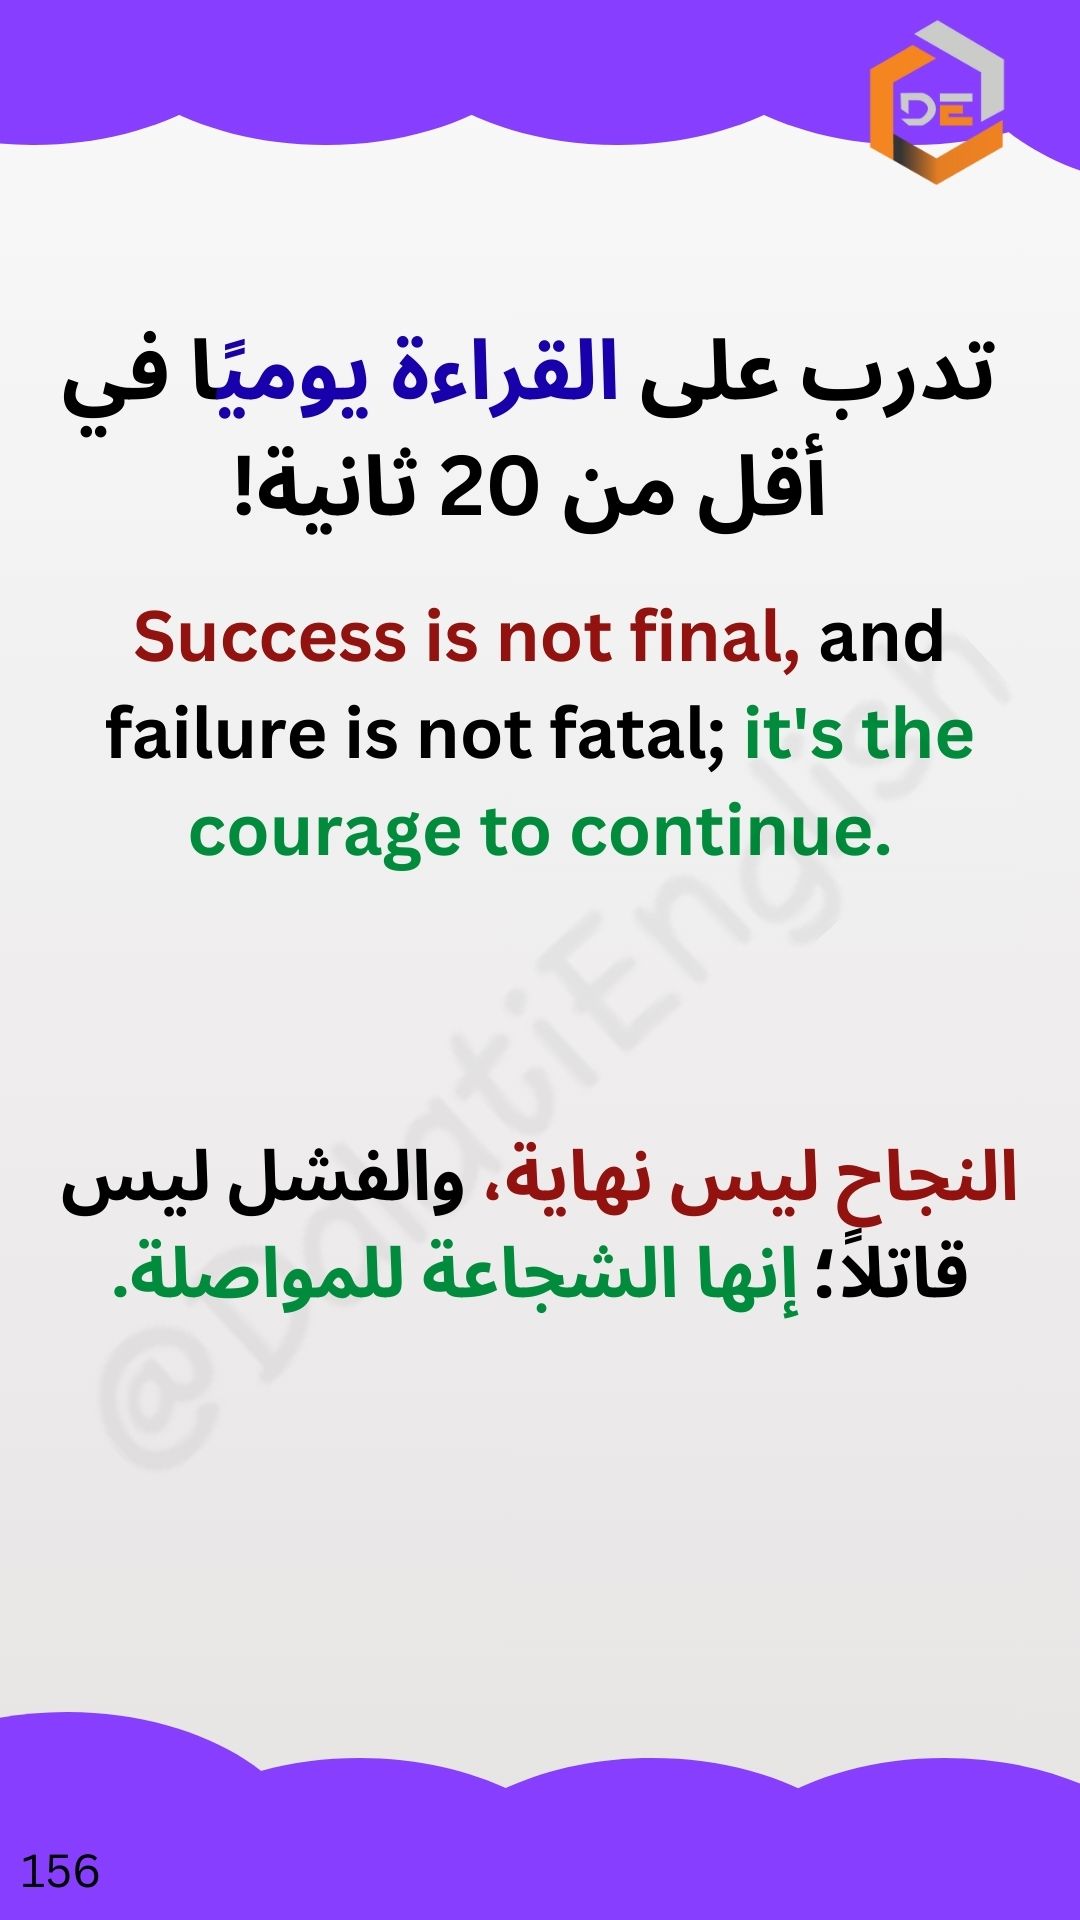 DE
تدرب على القراءة يوميًا في
أقل من 20 ثانية!
Success is not final, and
failure is not fatal; it's the
courage to continue.
@DalatiEnglish
النجاح ليس نهاية، والفشل ليس
قاتلاً؛ إنها الشجاعة للمواصلة.
156